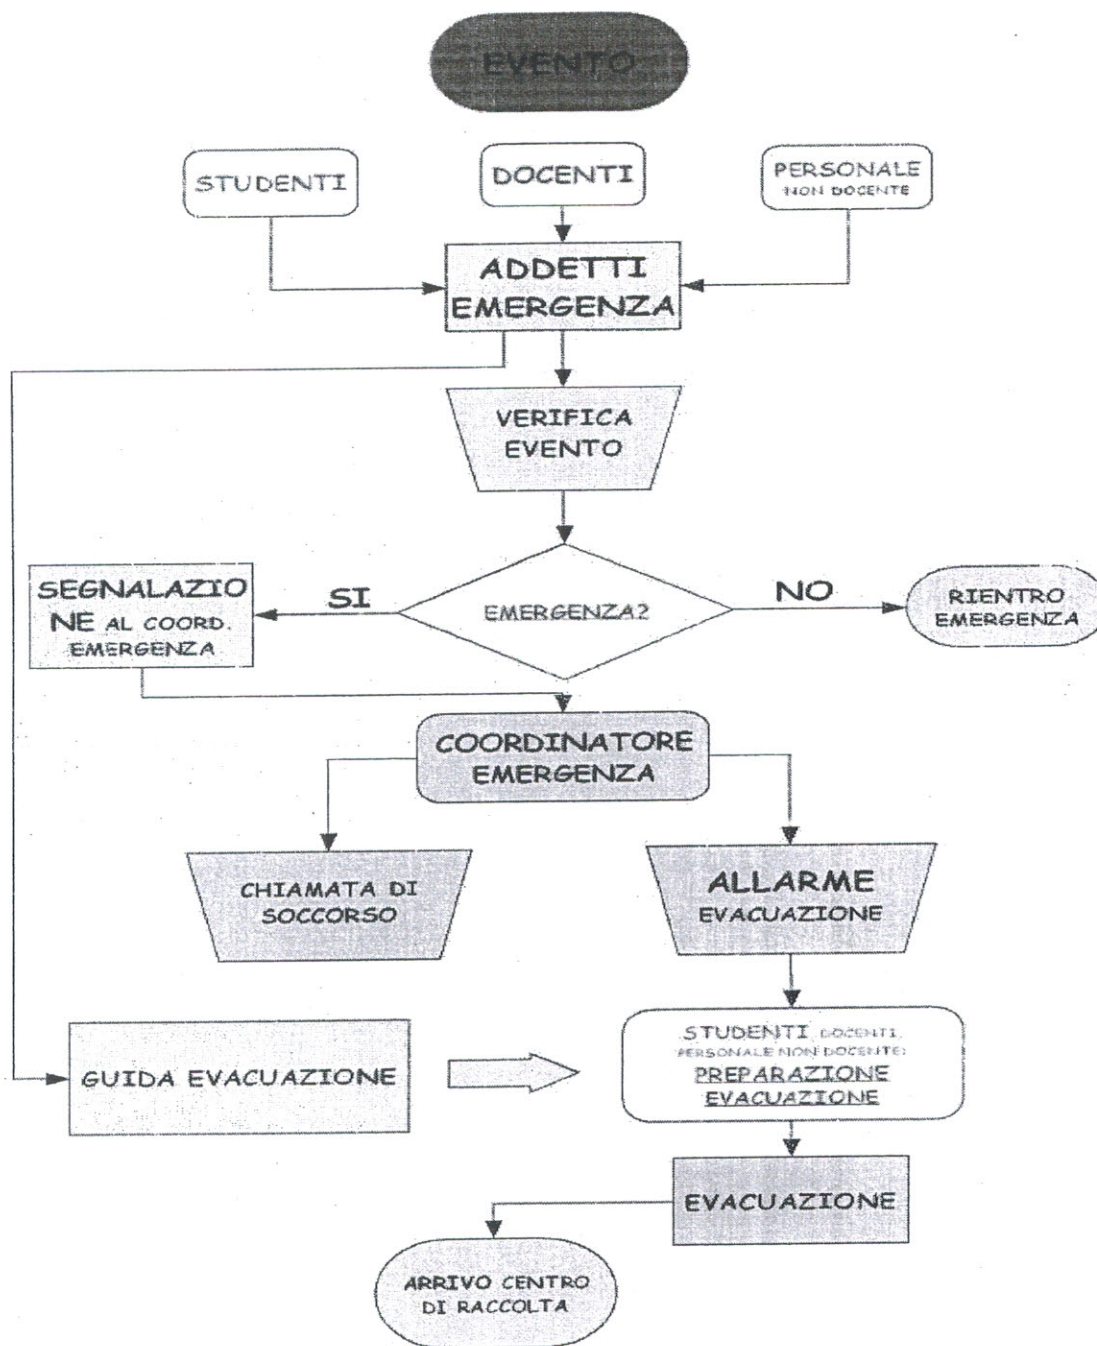 EVENTO
STUDENTI
DOCENTI
PERSONALE
NON DOCENTE
ADDETTI
EMERGENZA
VERIFICA
EVENTO
SEGNALAZIO
NE AL COORD.
EMERGENZA
SI
EMERGENZA?
NO
RIENTRO
EMERGENZA
COORDINATORE
EMERGENZA
CHIAMATA DI
SOCCORSO
ALLARME
EVACUAZIONE
GUIDA EVACUAZIONE
STUDENTI, DOCENTI,
PERSONALE NON DOCENTE:
PREPARAZIONE
EVACUAZIONE
EVACUAZIONE
ARRIVO CENTRO
DI RACCOLTA